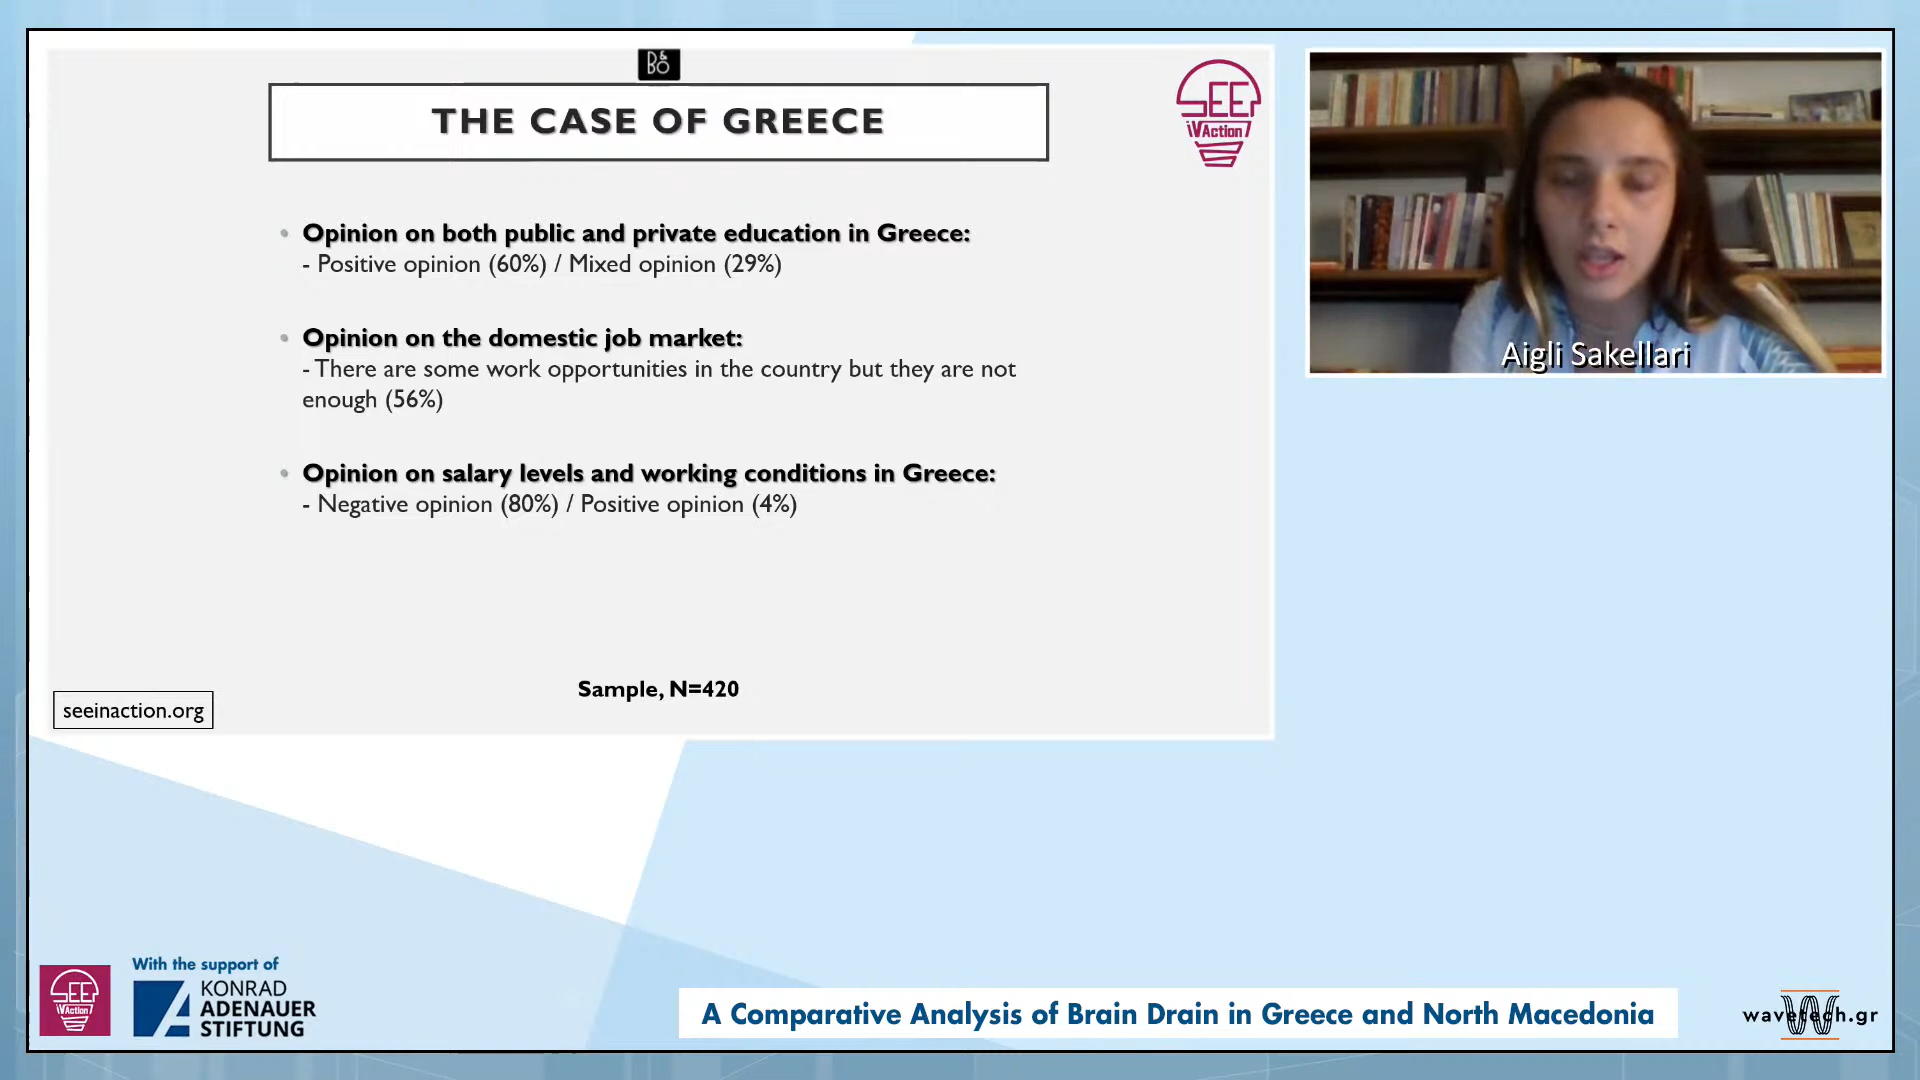 B&O
THE CASE OF GREECE
SEE
iNAction
• Opinion on both public and private education in Greece:
- Positive opinion (60%) / Mixed opinion (29%)
• Opinion on the domestic job market:
- There are some work opportunities in the country but they are not
enough (56%)
• Opinion on salary levels and working conditions in Greece:
- Negative opinion (80%) / Positive opinion (4%)
Sample, N=420
seeinaction.org
Aigli Sakellari
SEE
iNAction
With the support of
KONRAD
ADENAUER
STIFTUNG
A Comparative Analysis of Brain Drain in Greece and North Macedonia
wavetech.gr